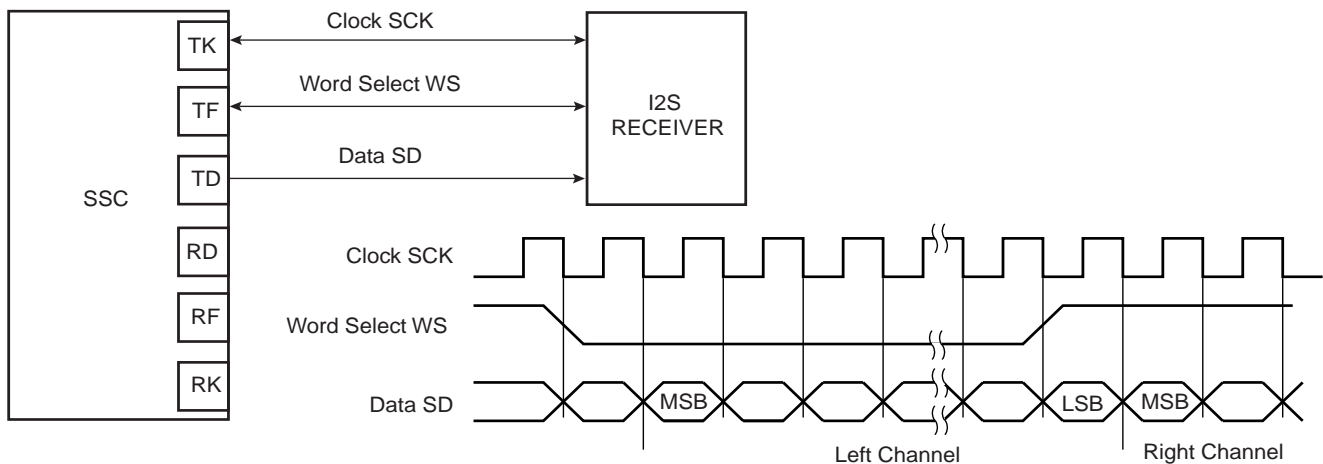 SSC
TK
TF
TD
RD
RF
RK
Clock SCK
Word Select WS
Data SD
I2S
RECEIVER
Clock SCK
Word Select WS
Data SD
MSB
LSB
MSB
Left Channel
Right Channel